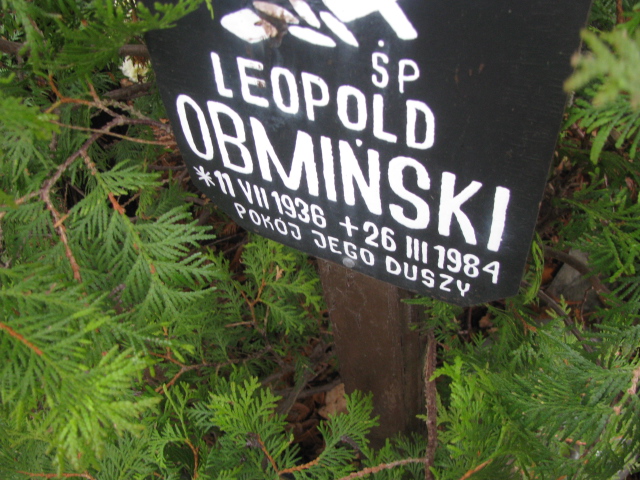 ŚP
LEOPOLD
OBMIŃSKI
*11 VII 1936 +26 III 1984
POKÓJ JEGO DUSZY